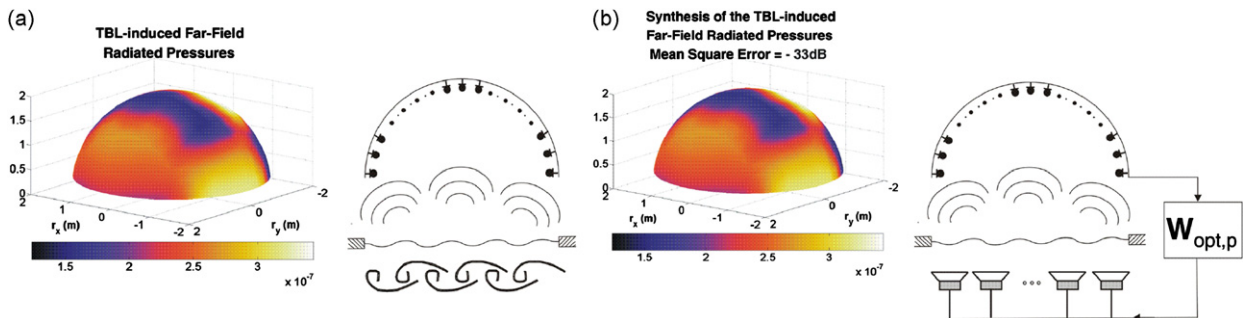 (a)
TBL-induced Far-Field
Radiated Pressures
2
1.5
1
0.5
0
2
1
0
-1
-2
r_x (m)
2
0
-2
r_y (m)
1.5 2 2.5 3
x 10^-7
(b)
Synthesis of the TBL-induced
Far-Field Radiated Pressures
Mean Square Error = - 33dB
2
1.5
1
0.5
0
2
1
0
-1
-2
r_x (m)
2
0
-2
r_y (m)
1.5 2 2.5 3
x 10^-7
W_opt,p